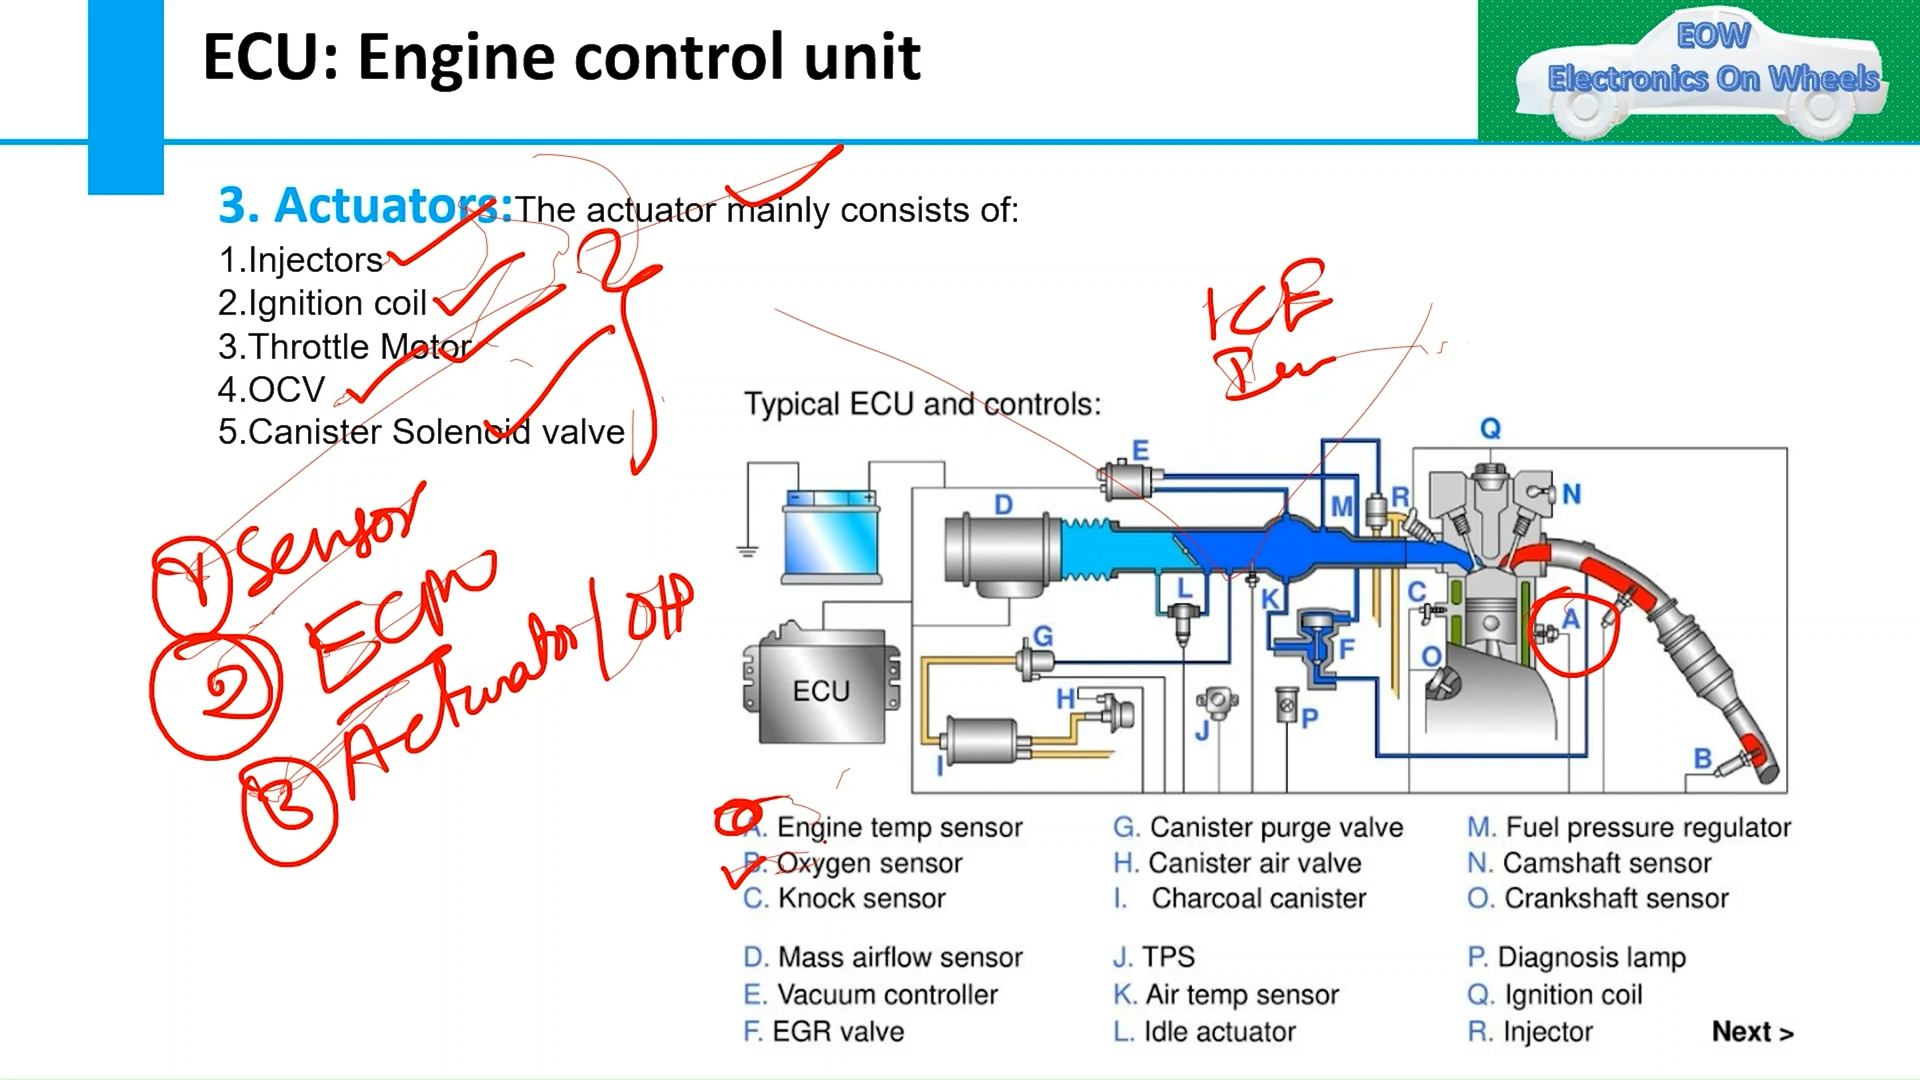 ECU: Engine control unit
EOW
Electronics On Wheels
3. Actuators:The actuator mainly consists of:
1.Injectors
2.Ignition coil
3.Throttle Motor
4.OCV
5.Canister Solenoid valve
2
ICE
1 Sensor
2 ECM
3 Actuator/O/P
Typical ECU and controls:
Q
E
D
M
R
N
L
K
C
A
G
F
O
ECU
H
J
P
I
B
A. Engine temp sensor
B. Oxygen sensor
C. Knock sensor
D. Mass airflow sensor
E. Vacuum controller
F. EGR valve
G. Canister purge valve
H. Canister air valve
I. Charcoal canister
J. TPS
K. Air temp sensor
L. Idle actuator
M. Fuel pressure regulator
N. Camshaft sensor
O. Crankshaft sensor
P. Diagnosis lamp
Q. Ignition coil
R. Injector
Next >